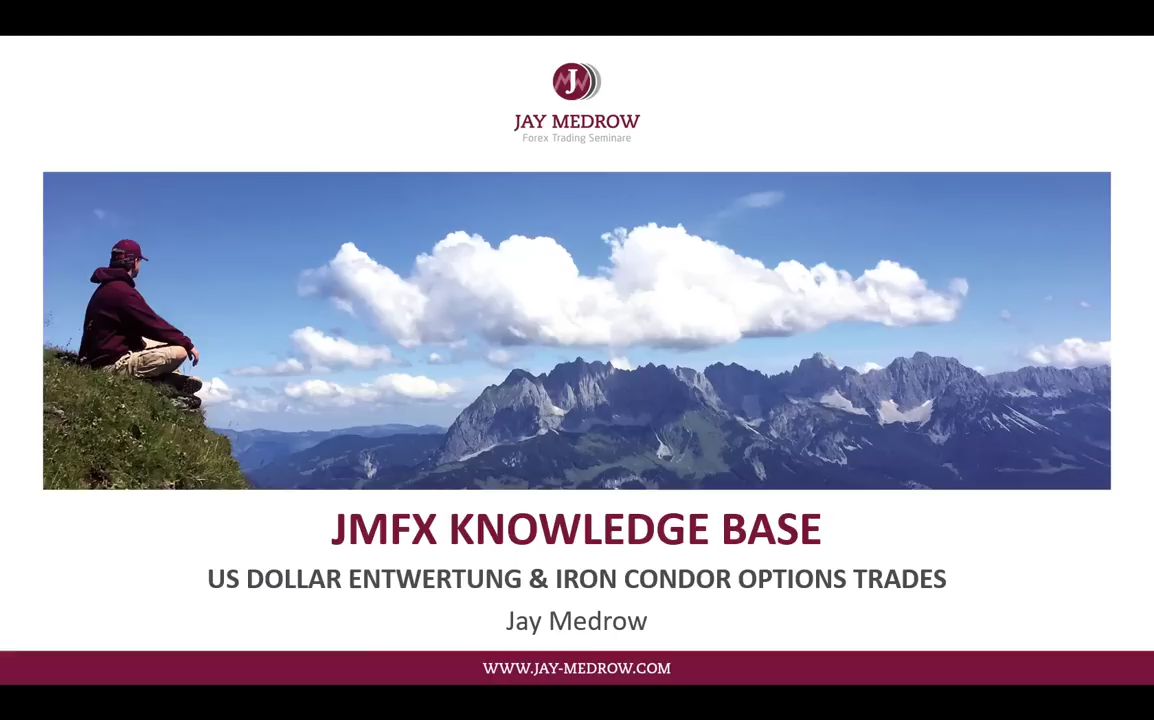 J
JAY MEDROW
Forex Trading Seminare
JMFX KNOWLEDGE BASE
US DOLLAR ENTWERTUNG & IRON CONDOR OPTIONS TRADES
Jay Medrow
WWW.JAY-MEDROW.COM